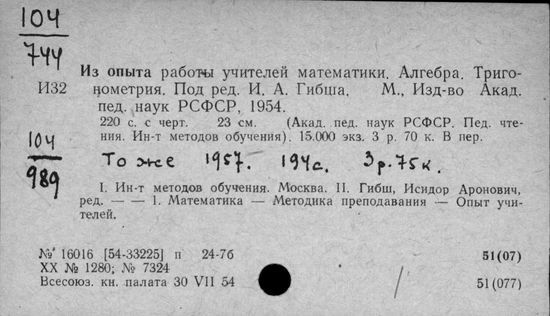 104
744
Из опыта работы учителей математики. Алгебра. Триго-
И32 нометрия. Под ред. И. А. Гибша. М., Изд-во Акад.
пед. наук РСФСР, 1954.
220 с. с черт. 23 см. (Акад. пед. наук РСФСР. Пед. чте-
ния. Ин-т методов обучения). 15.000 экз. 3 р. 70 к. В пер.
104
989
То же 1957. 194с. 3р.75к.
I. Ин-т методов обучения. Москва. II. Гибш, Исидор Аронович,
ред. — — 1. Математика — Методика преподавания — Опыт учи-
телей.
№ 16016 [54-33225] п 24-7б 51(07)
XX № 1280; № 7324
Всесоюз. кн. палата 30 VII 54 51(077)